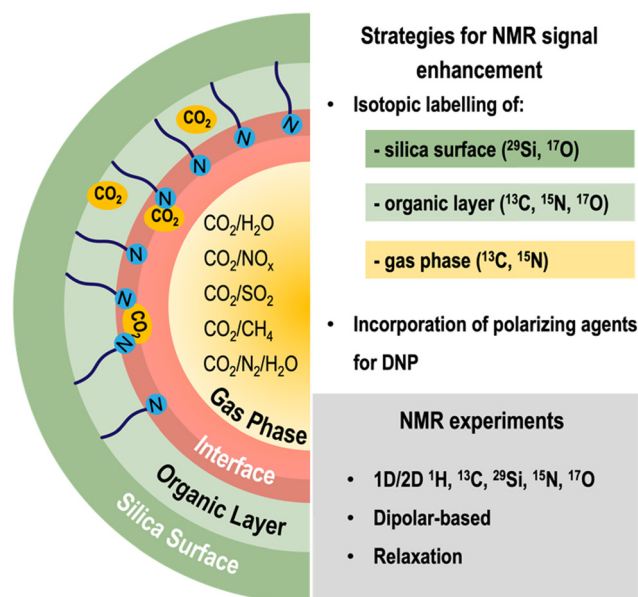 CO₂
N
N
N
CO₂
N
CO₂
N
CO₂
N
N
CO₂
N
N
CO₂/H₂O
CO₂/NOₓ
CO₂/SO₂
CO₂/CH₄
CO₂/N₂/H₂O
Gas Phase
Interface
Organic Layer
Silica Surface
Strategies for NMR signal
enhancement
• Isotopic labelling of:
- silica surface (²⁹Si, ¹⁷O)
- organic layer (¹³C, ¹⁵N, ¹⁷O)
- gas phase (¹³C, ¹⁵N)
• Incorporation of polarizing agents
for DNP
NMR experiments
• 1D/2D ¹H, ¹³C, ²⁹Si, ¹⁵N, ¹⁷O
• Dipolar-based
• Relaxation